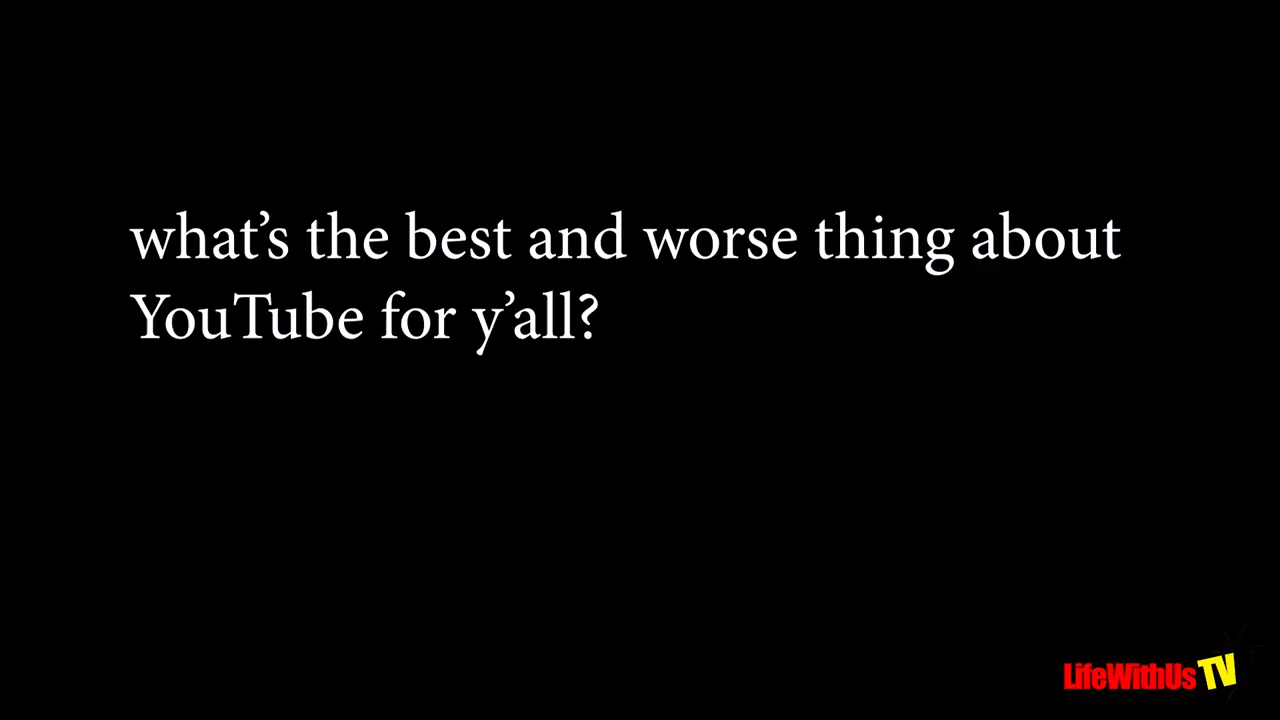 what’s the best and worse thing about
YouTube for y’all?
LifeWithUsTV